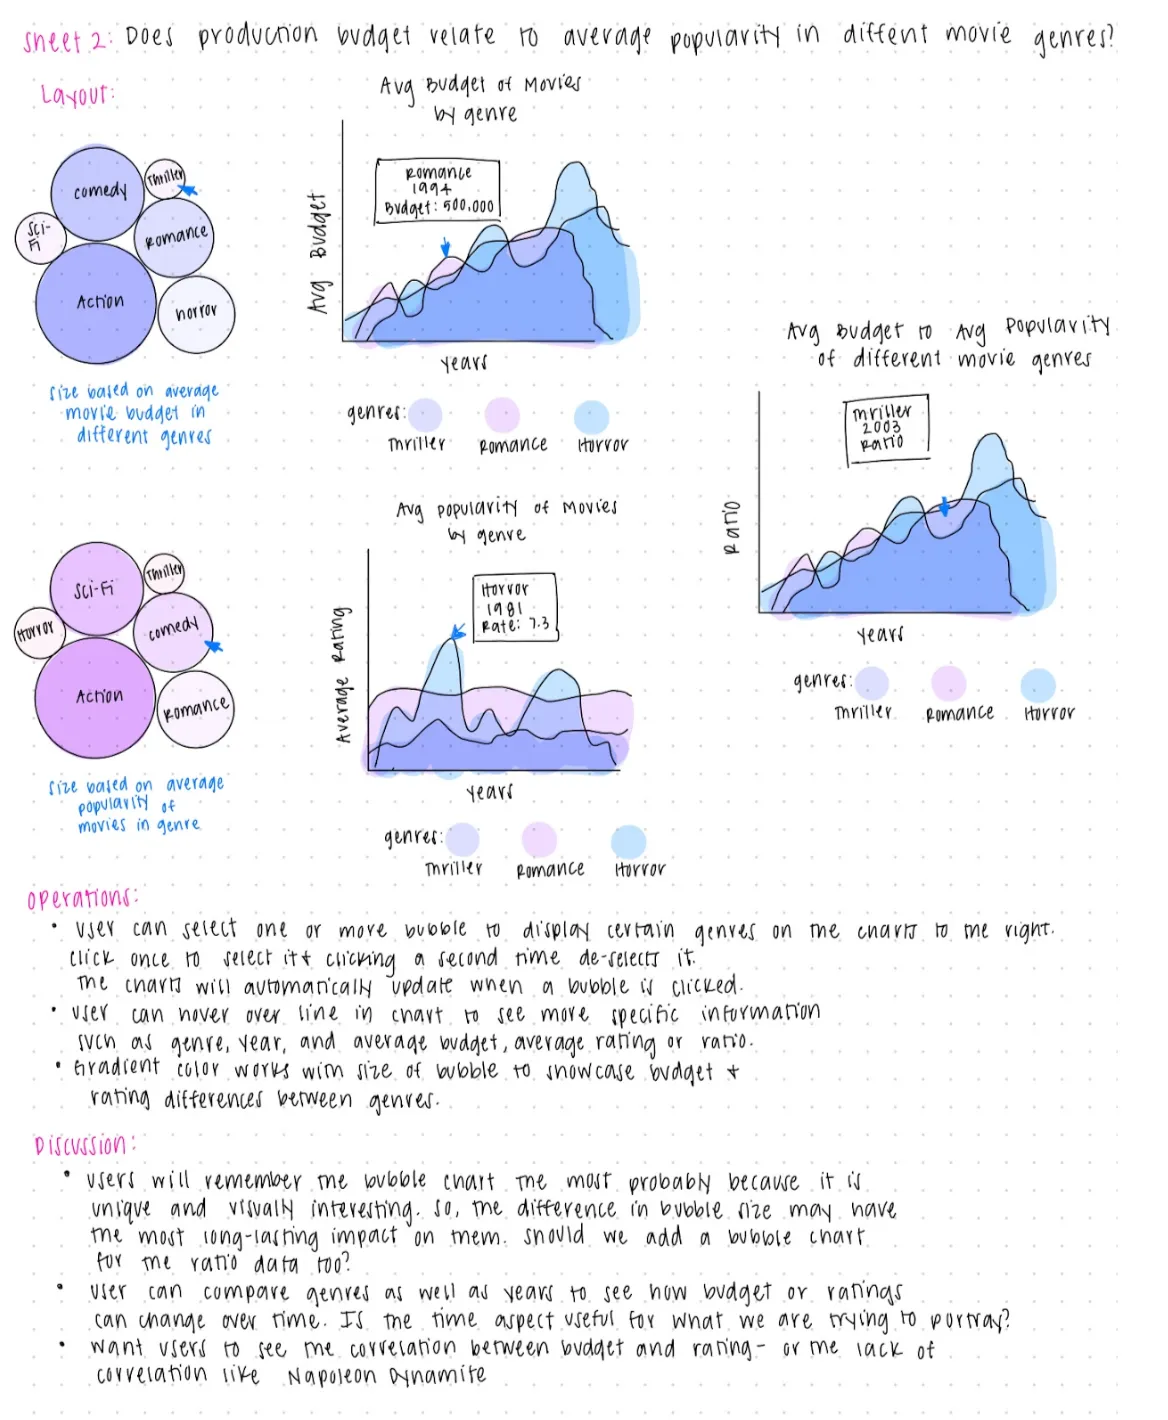 Sheet 2: Does production budget relate to average popularity in diffent movie genres?
Layout:
comedy
Thriller
Sci-
Fi
Romance
Action
horror
size based on average
movie budget in
different genres
Avg Budget of Movies
by genre
Romance
1994
Budget: 500,000
Avg Budget
years
genres:
Thriller
Romance
Horror
Avg Budget to Avg Popularity
of different movie genres
Thriller
2003
Ratio
Ratio
years
genres:
Thriller
Romance
Horror
Sci-Fi
Thriller
Horror
comedy
Action
Romance
size based on average
popularity of
movies in genre
Avg popularity of Movies
by genre
Horror
1981
Rate: 7.3
Average Rating
years
genres:
Thriller
Romance
Horror
Operations:
• User can select one or more bubble to display certain genres on the charts to the right.
click once to select it + clicking a second time de-selects it.
The charts will automatically update when a bubble is clicked.
• User can hover over line in chart to see more specific information
such as genre, year, and average budget, average rating or ratio.
• Gradient color works with size of bubble to showcase budget +
rating differences between genres.
Discussion:
• Users will remember the bubble chart the most probably because it is
unique and visually interesting. So, the difference in bubble size may have
the most long-lasting impact on them. Should we add a bubble chart
for the ratio data too?
• User can compare genres as well as years to see how budget or ratings
can change over time. Is the time aspect useful for what we are trying to portray?
• Want users to see the correlation between budget and rating- or the lack of
correlation like Napoleon Dynamite